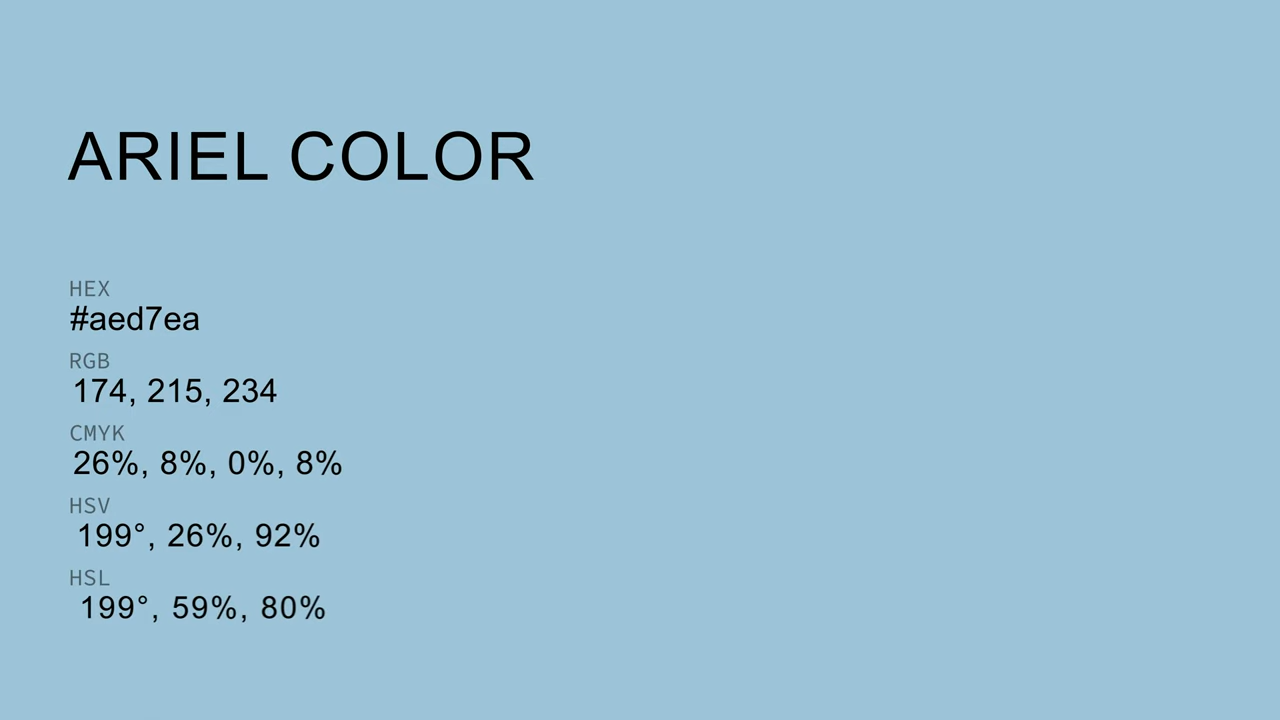 ARIEL COLOR
HEX
#aed7ea
RGB
174, 215, 234
CMYK
26%, 8%, 0%, 8%
HSV
199°, 26%, 92%
HSL
199°, 59%, 80%